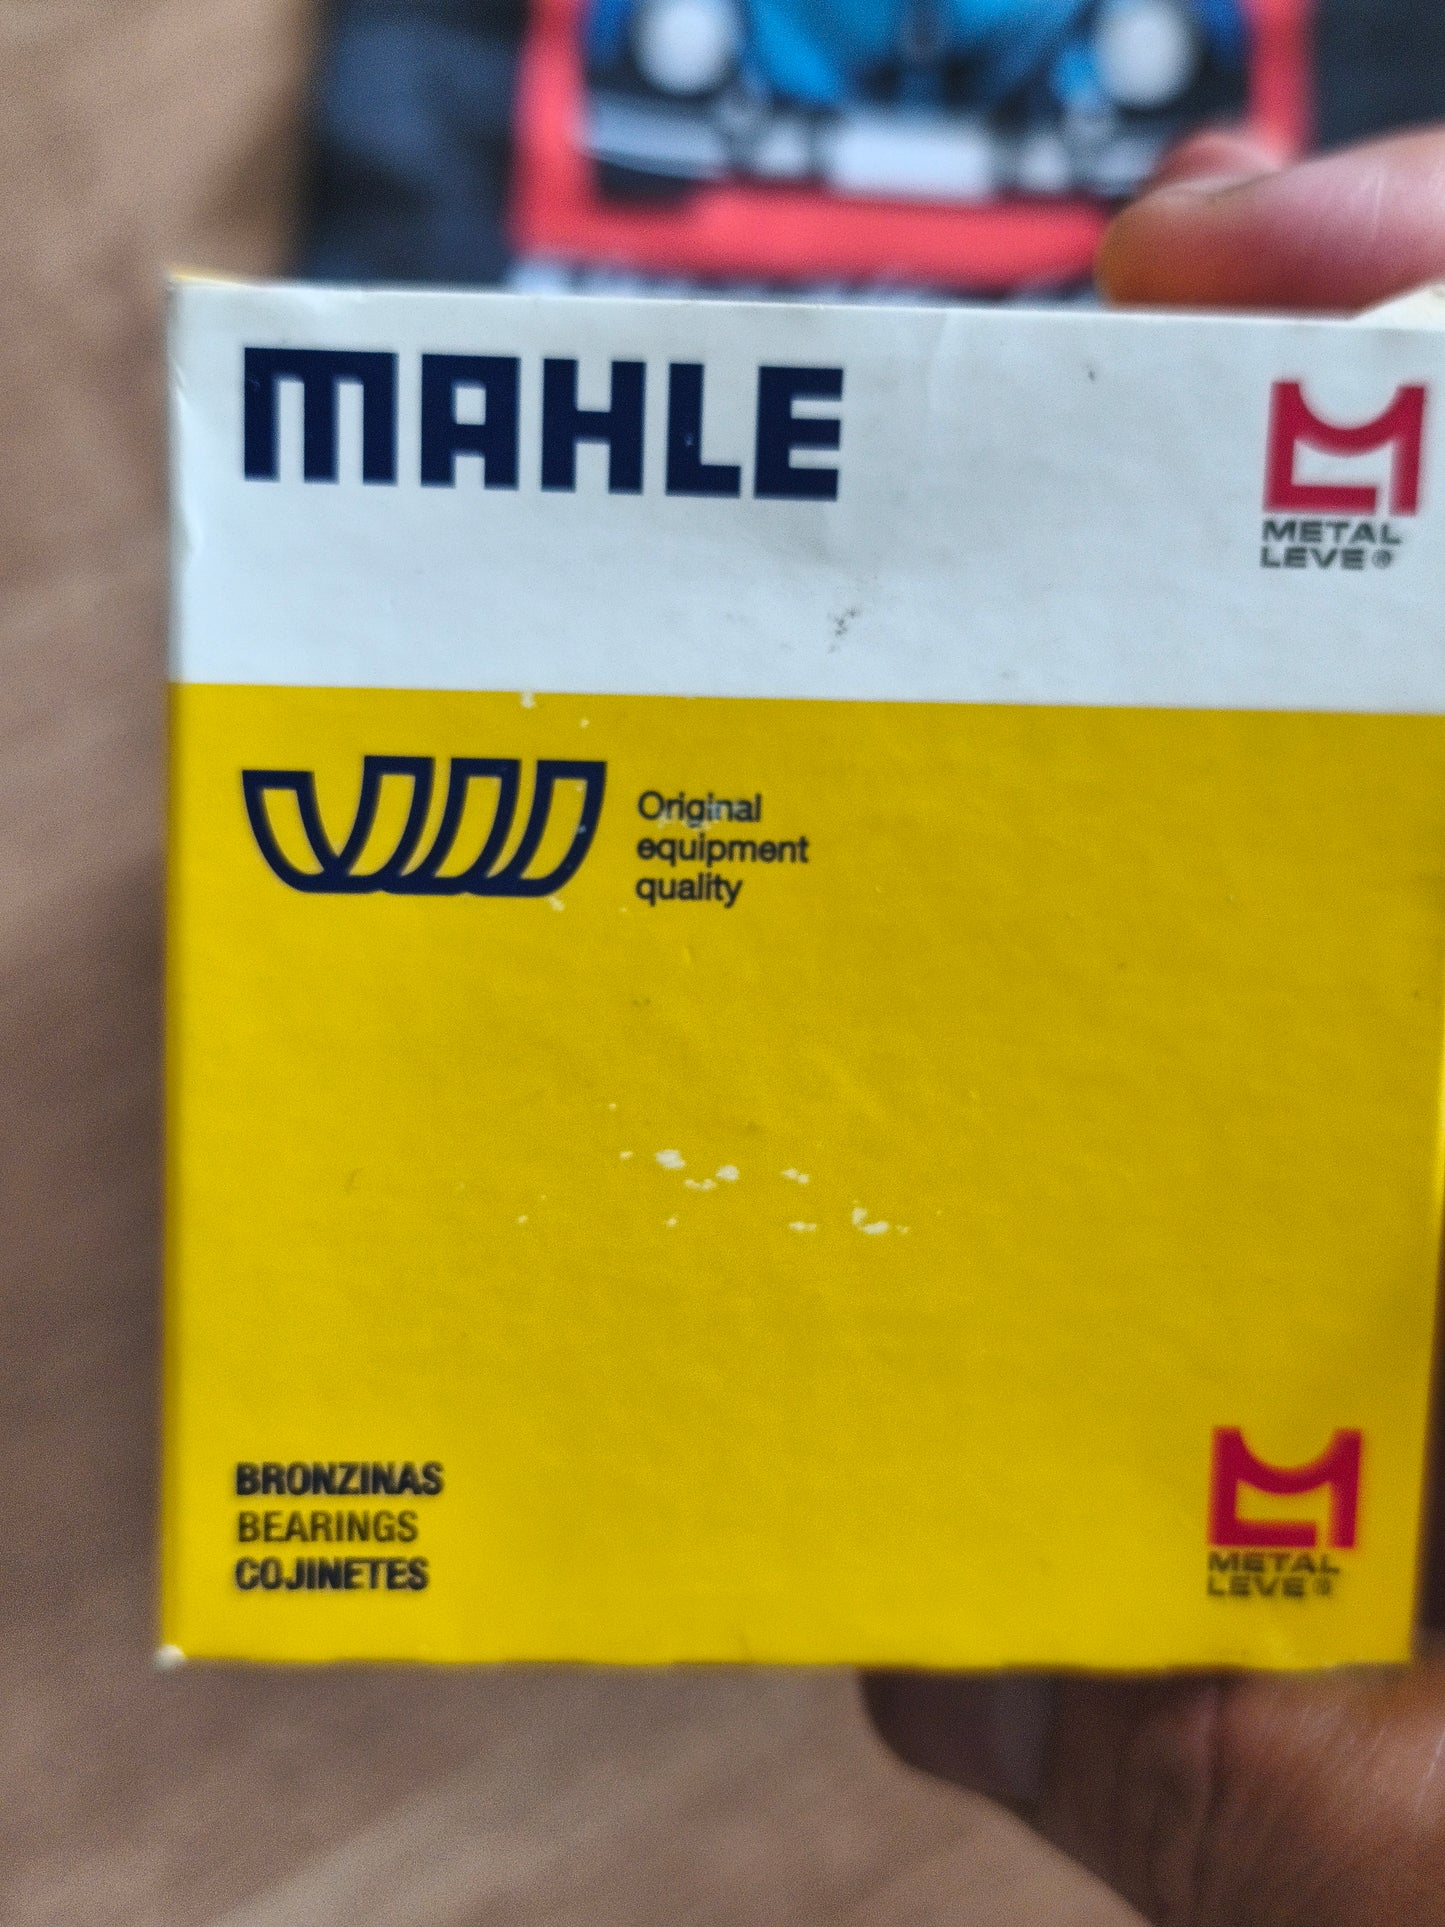 MAHLE
METAL
LEVE®
Original
equipment
quality
BRONZINAS
BEARINGS
COJINETES
METAL
LEVE®